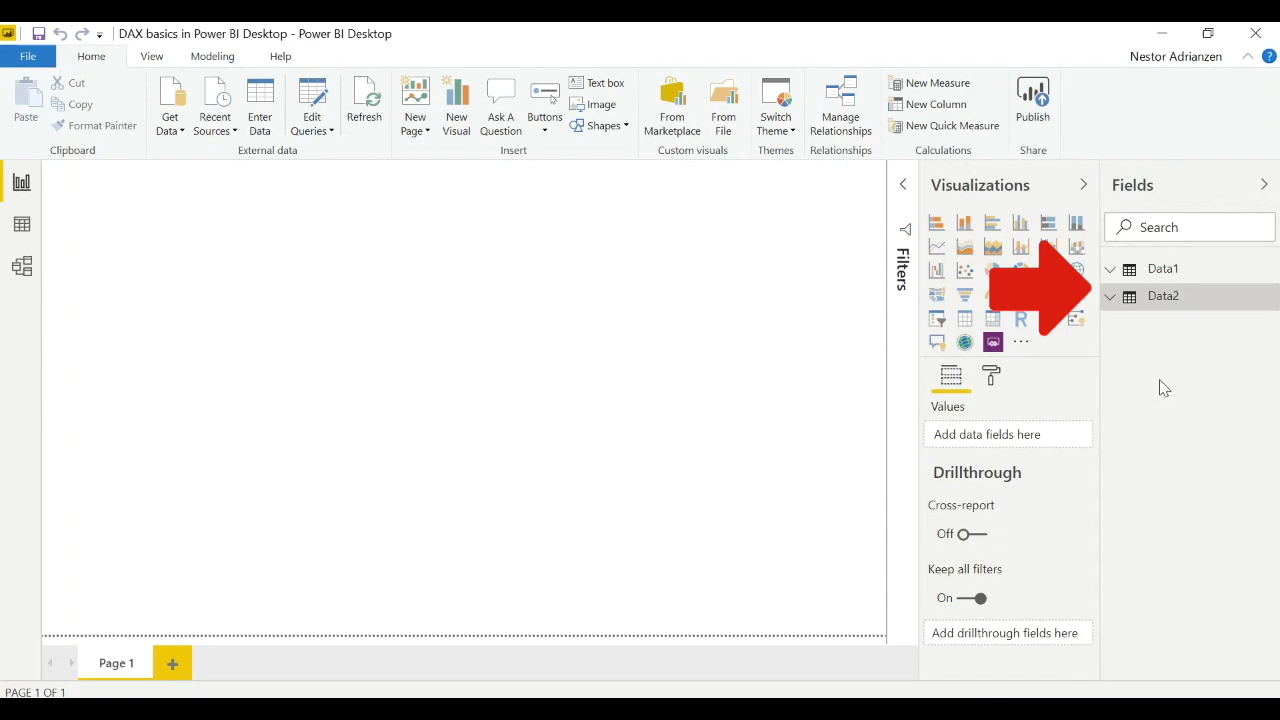 DAX basics in Power BI Desktop - Power BI Desktop
File Home View Modeling Help Nestor Adrianzen
Paste
Cut
Copy
Format Painter
Clipboard
Get
Data
Recent
Sources
Enter
Data
Edit
Queries
Refresh
External data
New
Page
New
Visual
Ask A
Question
Buttons
Text box
Image
Shapes
Insert
From
Marketplace
From
File
Custom visuals
Switch
Theme
Themes
Manage
Relationships
Relationships
New Measure
New Column
New Quick Measure
Calculations
Publish
Share
Filters
Visualizations
R
Values
Add data fields here
Drillthrough
Cross-report
Off
Keep all filters
On
Add drillthrough fields here
Fields
Search
Data1
Data2
Page 1
PAGE 1 OF 1